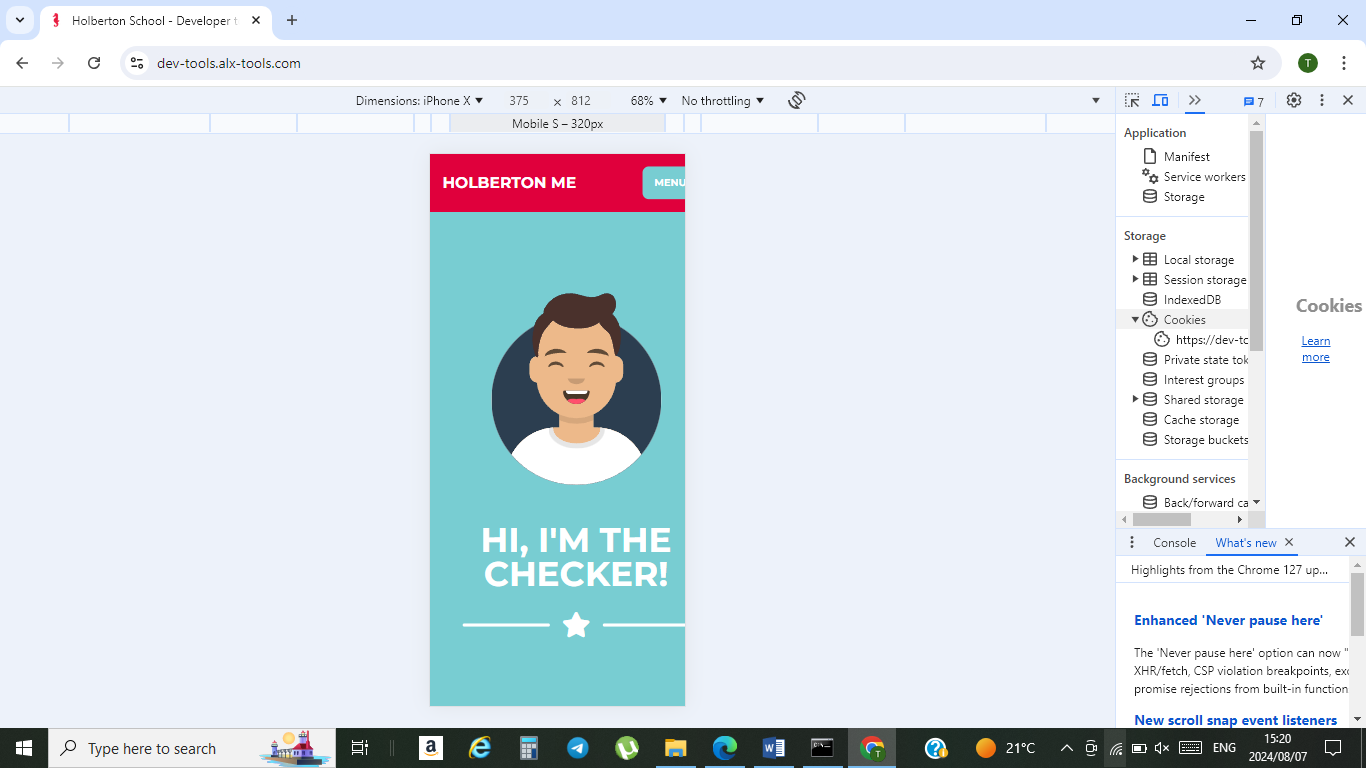 Holberton School - Developer t
dev-tools.alx-tools.com
T
Dimensions: iPhone X 375 × 812 68% No throttling
7
Mobile S – 320px
HOLBERTON ME
MENU
HI, I'M THE
CHECKER!
Application
Manifest
Service workers
Storage
Storage
Local storage
Session storage
IndexedDB
Cookies
https://dev-to
Private state tok
Interest groups
Shared storage
Cache storage
Storage buckets
Background services
Back/forward ca
Cookies
Learn
more
Console What's new
Highlights from the Chrome 127 up...
Enhanced 'Never pause here'
The 'Never pause here' option can now "
XHR/fetch, CSP violation breakpoints, exc
promise rejections from built-in function
New scroll snap event listeners
Type here to search
a
T
21°C
ENG
15:20
2024/08/07